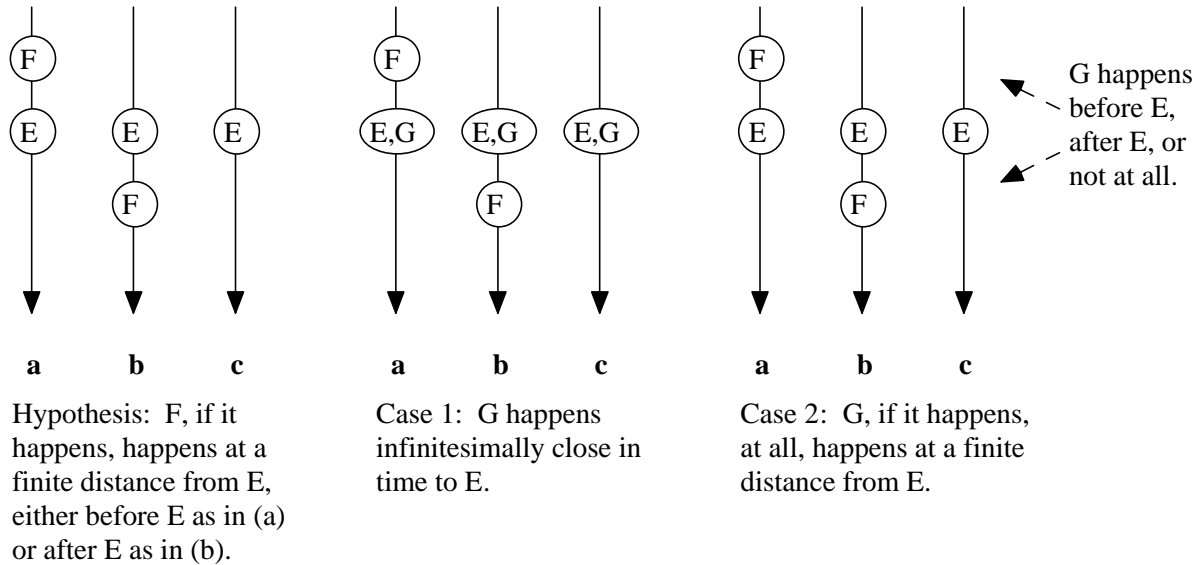 F
E
E
F
E
a b c
Hypothesis: F, if it
happens, happens at a
finite distance from E,
either before E as in (a)
or after E as in (b).
F
E,G
E,G
F
E,G
a b c
Case 1: G happens
infinitesimally close in
time to E.
F
E
E
F
E
G happens
before E,
after E, or
not at all.
a b c
Case 2: G, if it happens,
at all, happens at a finite
distance from E.